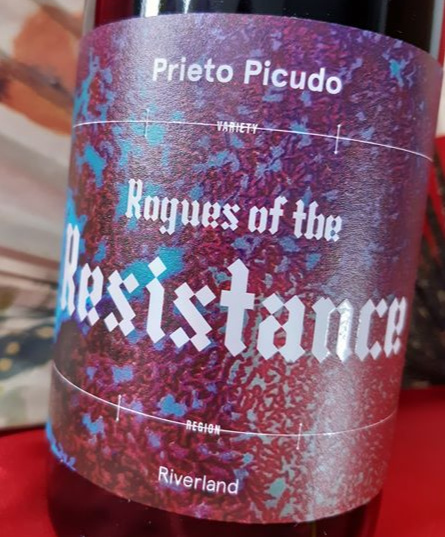 Prieto Picudo
VARIETY
Rogues of the
Resistance
REGION
Riverland